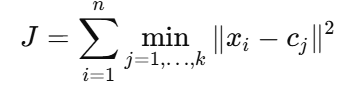 J = \sum_{i=1}^{n} \min_{j=1,\ldots,k} \|x_i - c_j\|^2